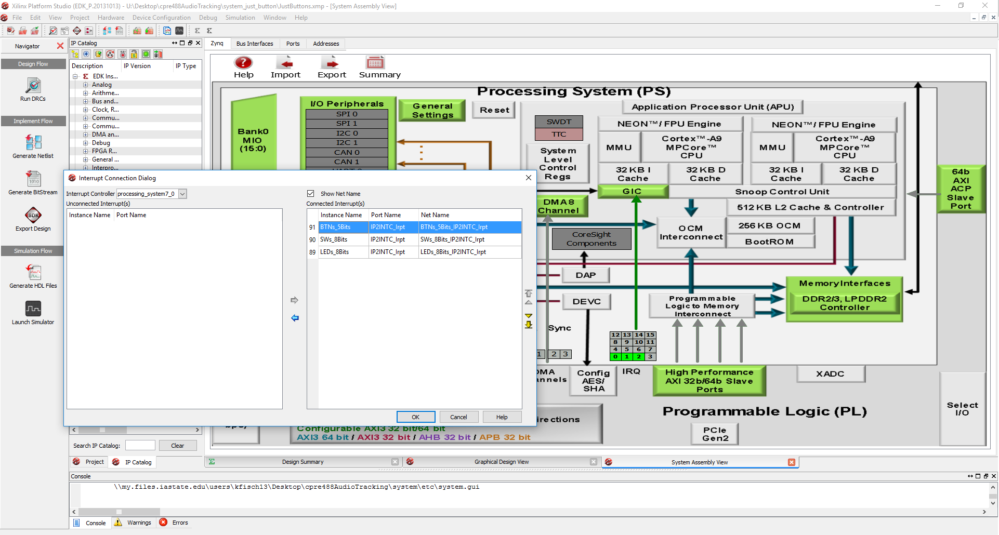 Xilinx Platform Studio (EDK_P.20131013) - U:\Desktop\cpre488AudioTracking\system_just_button\JustButtons.xmp - [System Assembly View]
File Edit View Project Hardware Device Configuration Debug Simulation Window Help
Navigator
Design Flow
Run DRCs
Implement Flow
Generate Netlist
Generate BitStream
SDK
Export Design
Simulation Flow
Generate HDL Files
Launch Simulator
IP Catalog
Description IP Version IP Type
EDK Ins...
Analog
Arithme...
Bus and...
Clock, R...
Commu...
Commu...
DMA an...
Debug
FPGA R...
General ...
Interpro...
Search IP Catalog: Clear
Project IP Catalog
Zynq Bus Interfaces Ports Addresses
Help Import Export Summary
Processing System (PS)
Bank0
MIO
(15:0)
I/O Peripherals
SPI 0
SPI 1
I2C 0
I2C 1
CAN 0
CAN 1
General
Settings
Reset
Application Processor Unit (APU)
SWDT
TTC
System
Level
Control
Regs
NEON™/ FPU Engine
MMU
Cortex™-A9
MPCore™
CPU
32 KB I
Cache
32 KB D
Cache
NEON™/ FPU Engine
MMU
Cortex™-A9
MPCore™
CPU
32 KB I
Cache
32 KB D
Cache
GIC
Snoop Control Unit
DMA8
Channel
512 KB L2 Cache & Controller
OCM
Interconnect
256 KB OCM
BootROM
CoreSight
Components
64b
AXI
ACP
Slave
Port
DAP
DEVC
Programmable
Logic to Memory
Interconnect
Memory Interfaces
DDR2/3, LPDDR2
Controller
Sync
1 2 3
12 13 14 15
8 9 10 11
4 5 6 7
0 1 2 3
IRQ
Config
AES/
SHA
High Performance
AXI 32b/64b Slave
Ports
XADC
Select
I/O
Programmable Logic (PL)
PCIe
Gen2
Configurable AXI3 32 bit/64 bit
AXI3 64 bit / AXI3 32 bit / AHB 32 bit / APB 32 bit
Interrupt Connection Dialog
Interrupt Controller processing_system7_0
Show Net Name
Unconnected Interrupt(s)
Instance Name Port Name
Connected Interrupt(s)
Instance Name Port Name Net Name
91 BTNs_5Bits IP2INTC_Irpt BTNs_5Bits_IP2INTC_Irpt
90 SWs_8Bits IP2INTC_Irpt SWs_8Bits_IP2INTC_Irpt
89 LEDs_8Bits IP2INTC_Irpt LEDs_8Bits_IP2INTC_Irpt
OK Cancel Help
Design Summary Graphical Design View System Assembly View
Console
\\my.files.iastate.edu\users\kfisch13\Desktop\cpre488AudioTracking\system\etc\system.gui
Console Warnings Errors